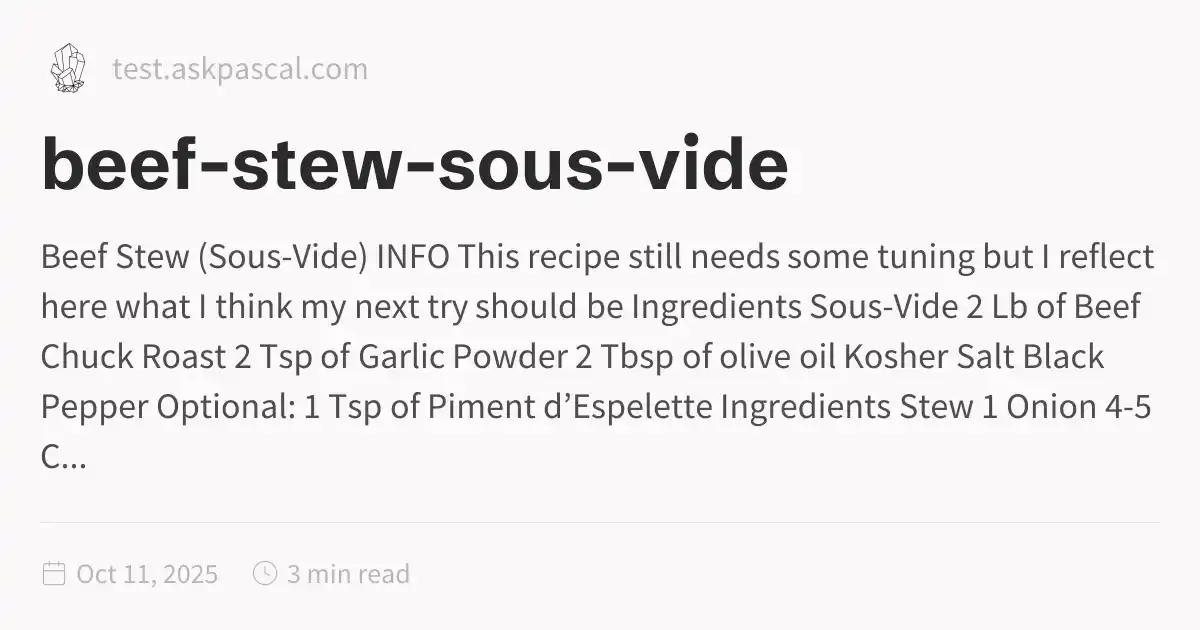 test.askpascal.com
beef-stew-sous-vide
Beef Stew (Sous-Vide) INFO This recipe still needs some tuning but I reflect
here what I think my next try should be Ingredients Sous-Vide 2 Lb of Beef
Chuck Roast 2 Tsp of Garlic Powder 2 Tbsp of olive oil Kosher Salt Black
Pepper Optional: 1 Tsp of Piment d’Espelette Ingredients Stew 1 Onion 4-5
C...
Oct 11, 2025 3 min read